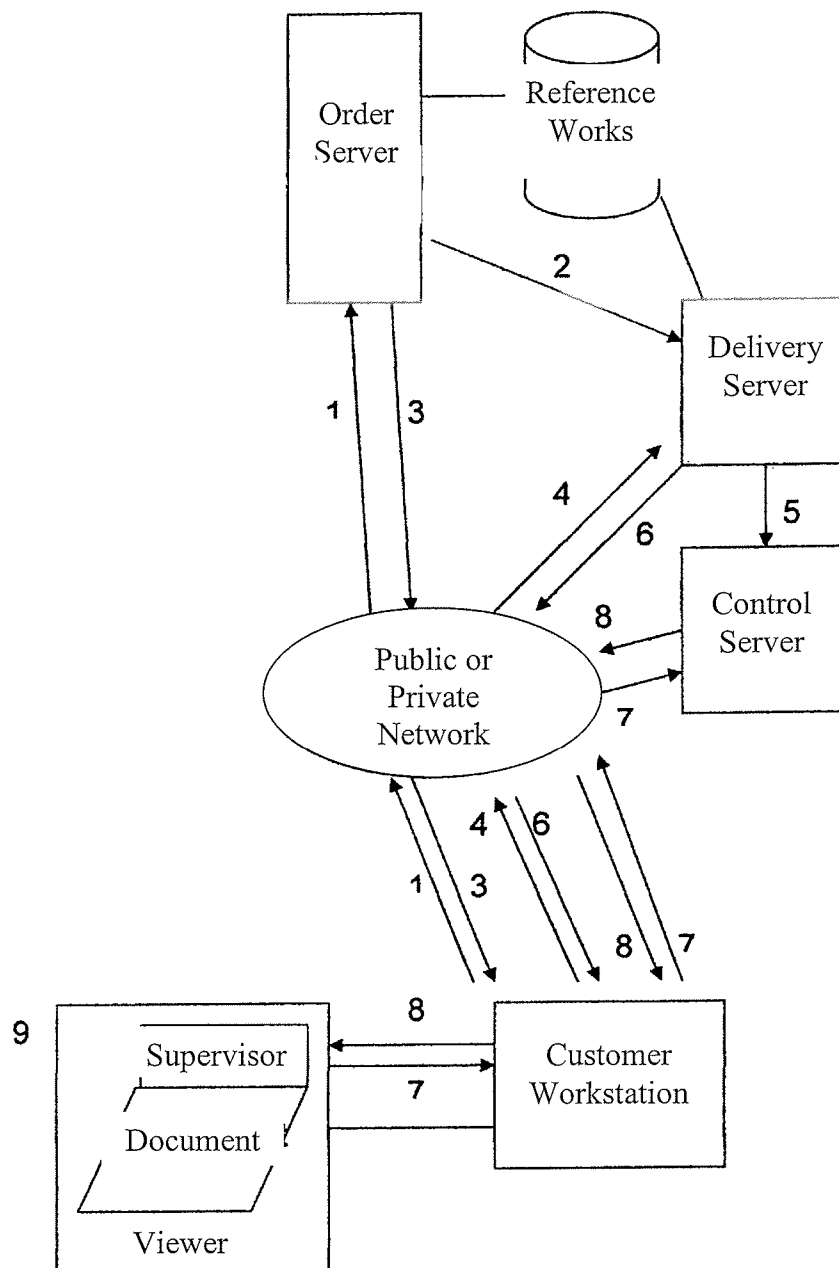 Order
Server
Reference
Works
2
Delivery
Server
1
3
4
6
5
Control
Server
8
7
Public or
Private
Network
4
6
1
3
8
7
9
8
7
Supervisor
Document
Viewer
Customer
Workstation